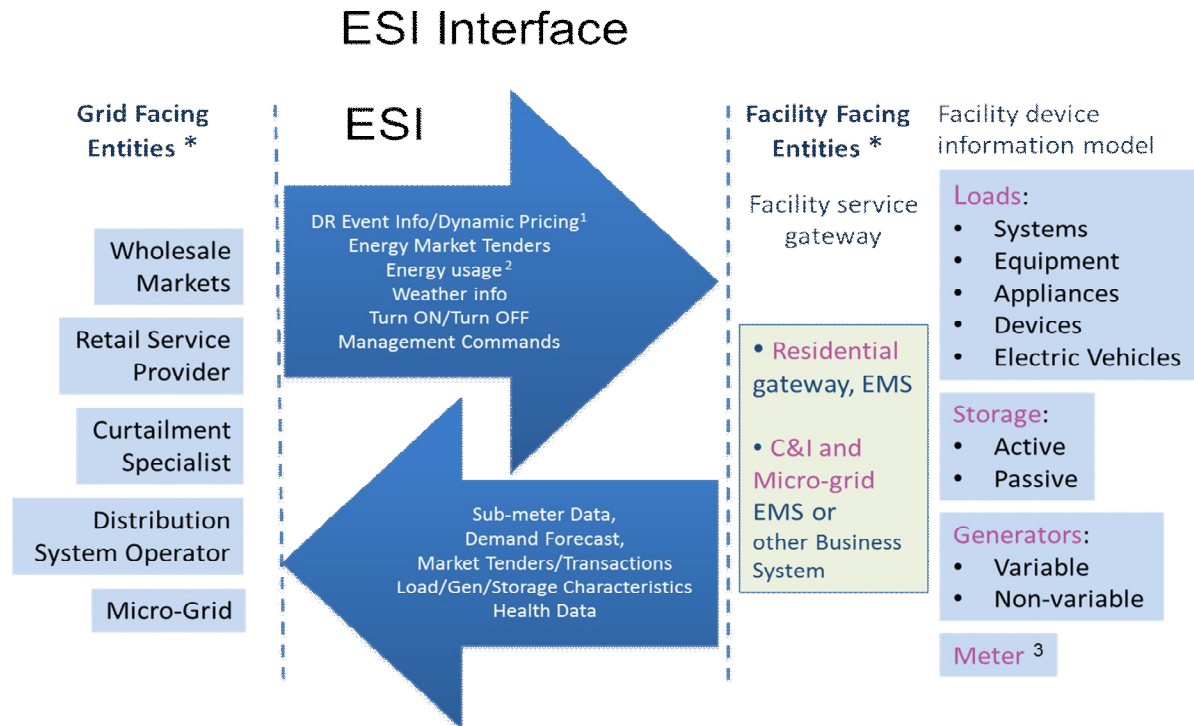 ESI Interface
Grid Facing
Entities *
Wholesale
Markets
Retail Service
Provider
Curtailment
Specialist
Distribution
System Operator
Micro-Grid
ESI
DR Event Info/Dynamic Pricing1
Energy Market Tenders
Energy usage 2
Weather info
Turn ON/Turn OFF
Management Commands
Sub-meter Data,
Demand Forecast,
Market Tenders/Transactions
Load/Gen/Storage Characteristics
Health Data
Facility Facing
Entities *
Facility service
gateway
• Residential
gateway, EMS
• C&I and
Micro-grid
EMS or
other Business
System
Facility device
information model
Loads:
• Systems
• Equipment
• Appliances
• Devices
• Electric Vehicles
Storage:
• Active
• Passive
Generators:
• Variable
• Non-variable
Meter 3